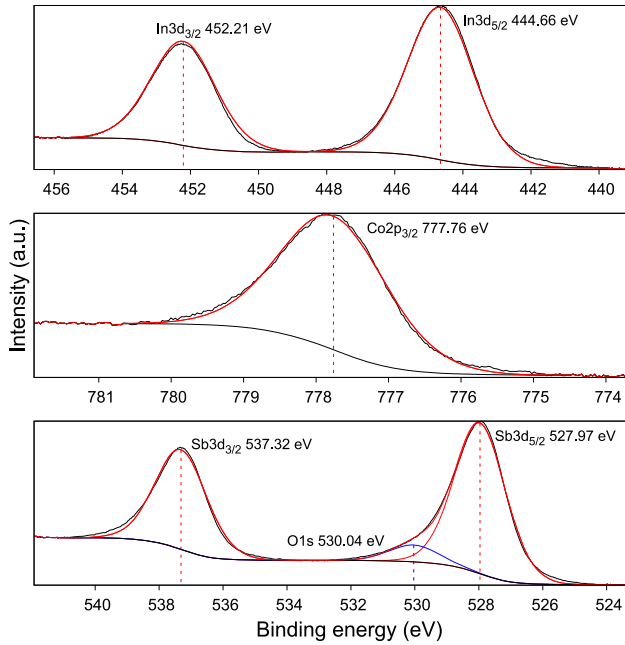 In3d3/2 452.21 eV
In3d5/2 444.66 eV
456 454 452 450 448 446 444 442 440
Co2p3/2 777.76 eV
781 780 779 778 777 776 775 774
Intensity (a.u.)
Sb3d3/2 537.32 eV
Sb3d5/2 527.97 eV
O1s 530.04 eV
540 538 536 534 532 530 528 526 524
Binding energy (eV)